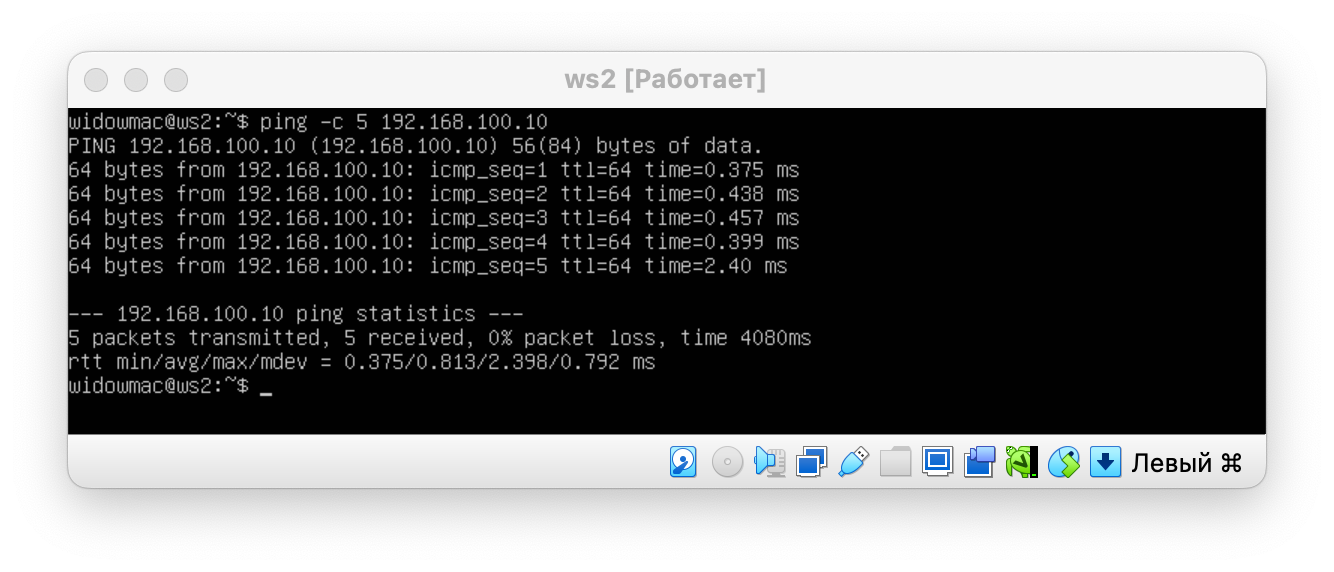 ws2 [Работает]
widowmac@ws2:~$ ping -c 5 192.168.100.10
PING 192.168.100.10 (192.168.100.10) 56(84) bytes of data.
64 bytes from 192.168.100.10: icmp_seq=1 ttl=64 time=0.375 ms
64 bytes from 192.168.100.10: icmp_seq=2 ttl=64 time=0.438 ms
64 bytes from 192.168.100.10: icmp_seq=3 ttl=64 time=0.457 ms
64 bytes from 192.168.100.10: icmp_seq=4 ttl=64 time=0.399 ms
64 bytes from 192.168.100.10: icmp_seq=5 ttl=64 time=2.40 ms
--- 192.168.100.10 ping statistics ---
5 packets transmitted, 5 received, 0% packet loss, time 4080ms
rtt min/avg/max/mdev = 0.375/0.813/2.398/0.792 ms
widowmac@ws2:~$ _
Левый ⌘